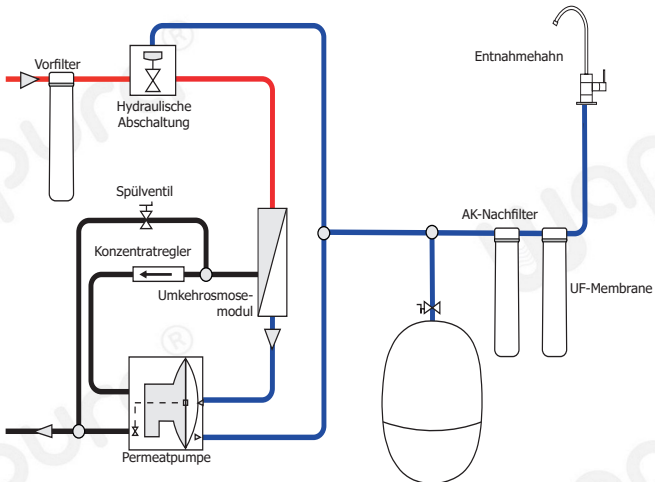 Entnahmehahn
Vorfilter
Hydraulische
Abschaltung
Spülventil
AK-Nachfilter
Konzentratregler
UF-Membrane
Umkehrosmose-
modul
Permeatpumpe